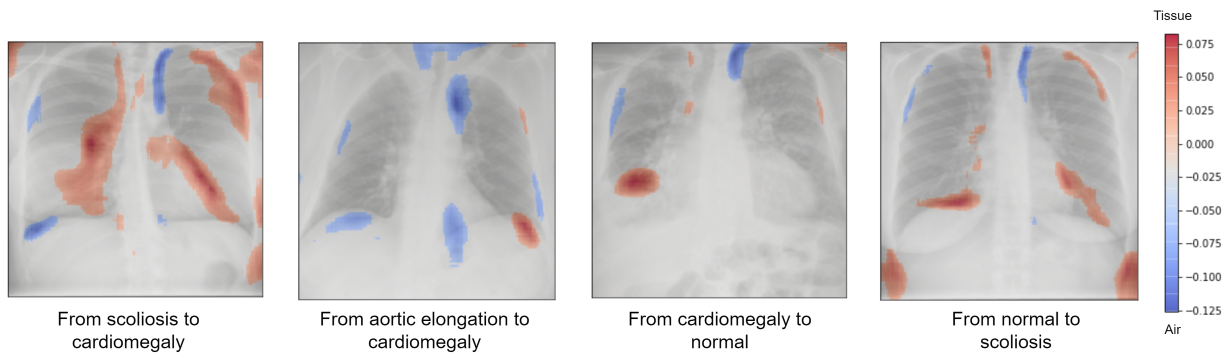 Tissue
0.075
0.050
0.025
0.000
−0.025
−0.050
−0.075
−0.100
−0.125
Air
From scoliosis to
cardiomegaly
From aortic elongation to
cardiomegaly
From cardiomegaly to
normal
From normal to
scoliosis